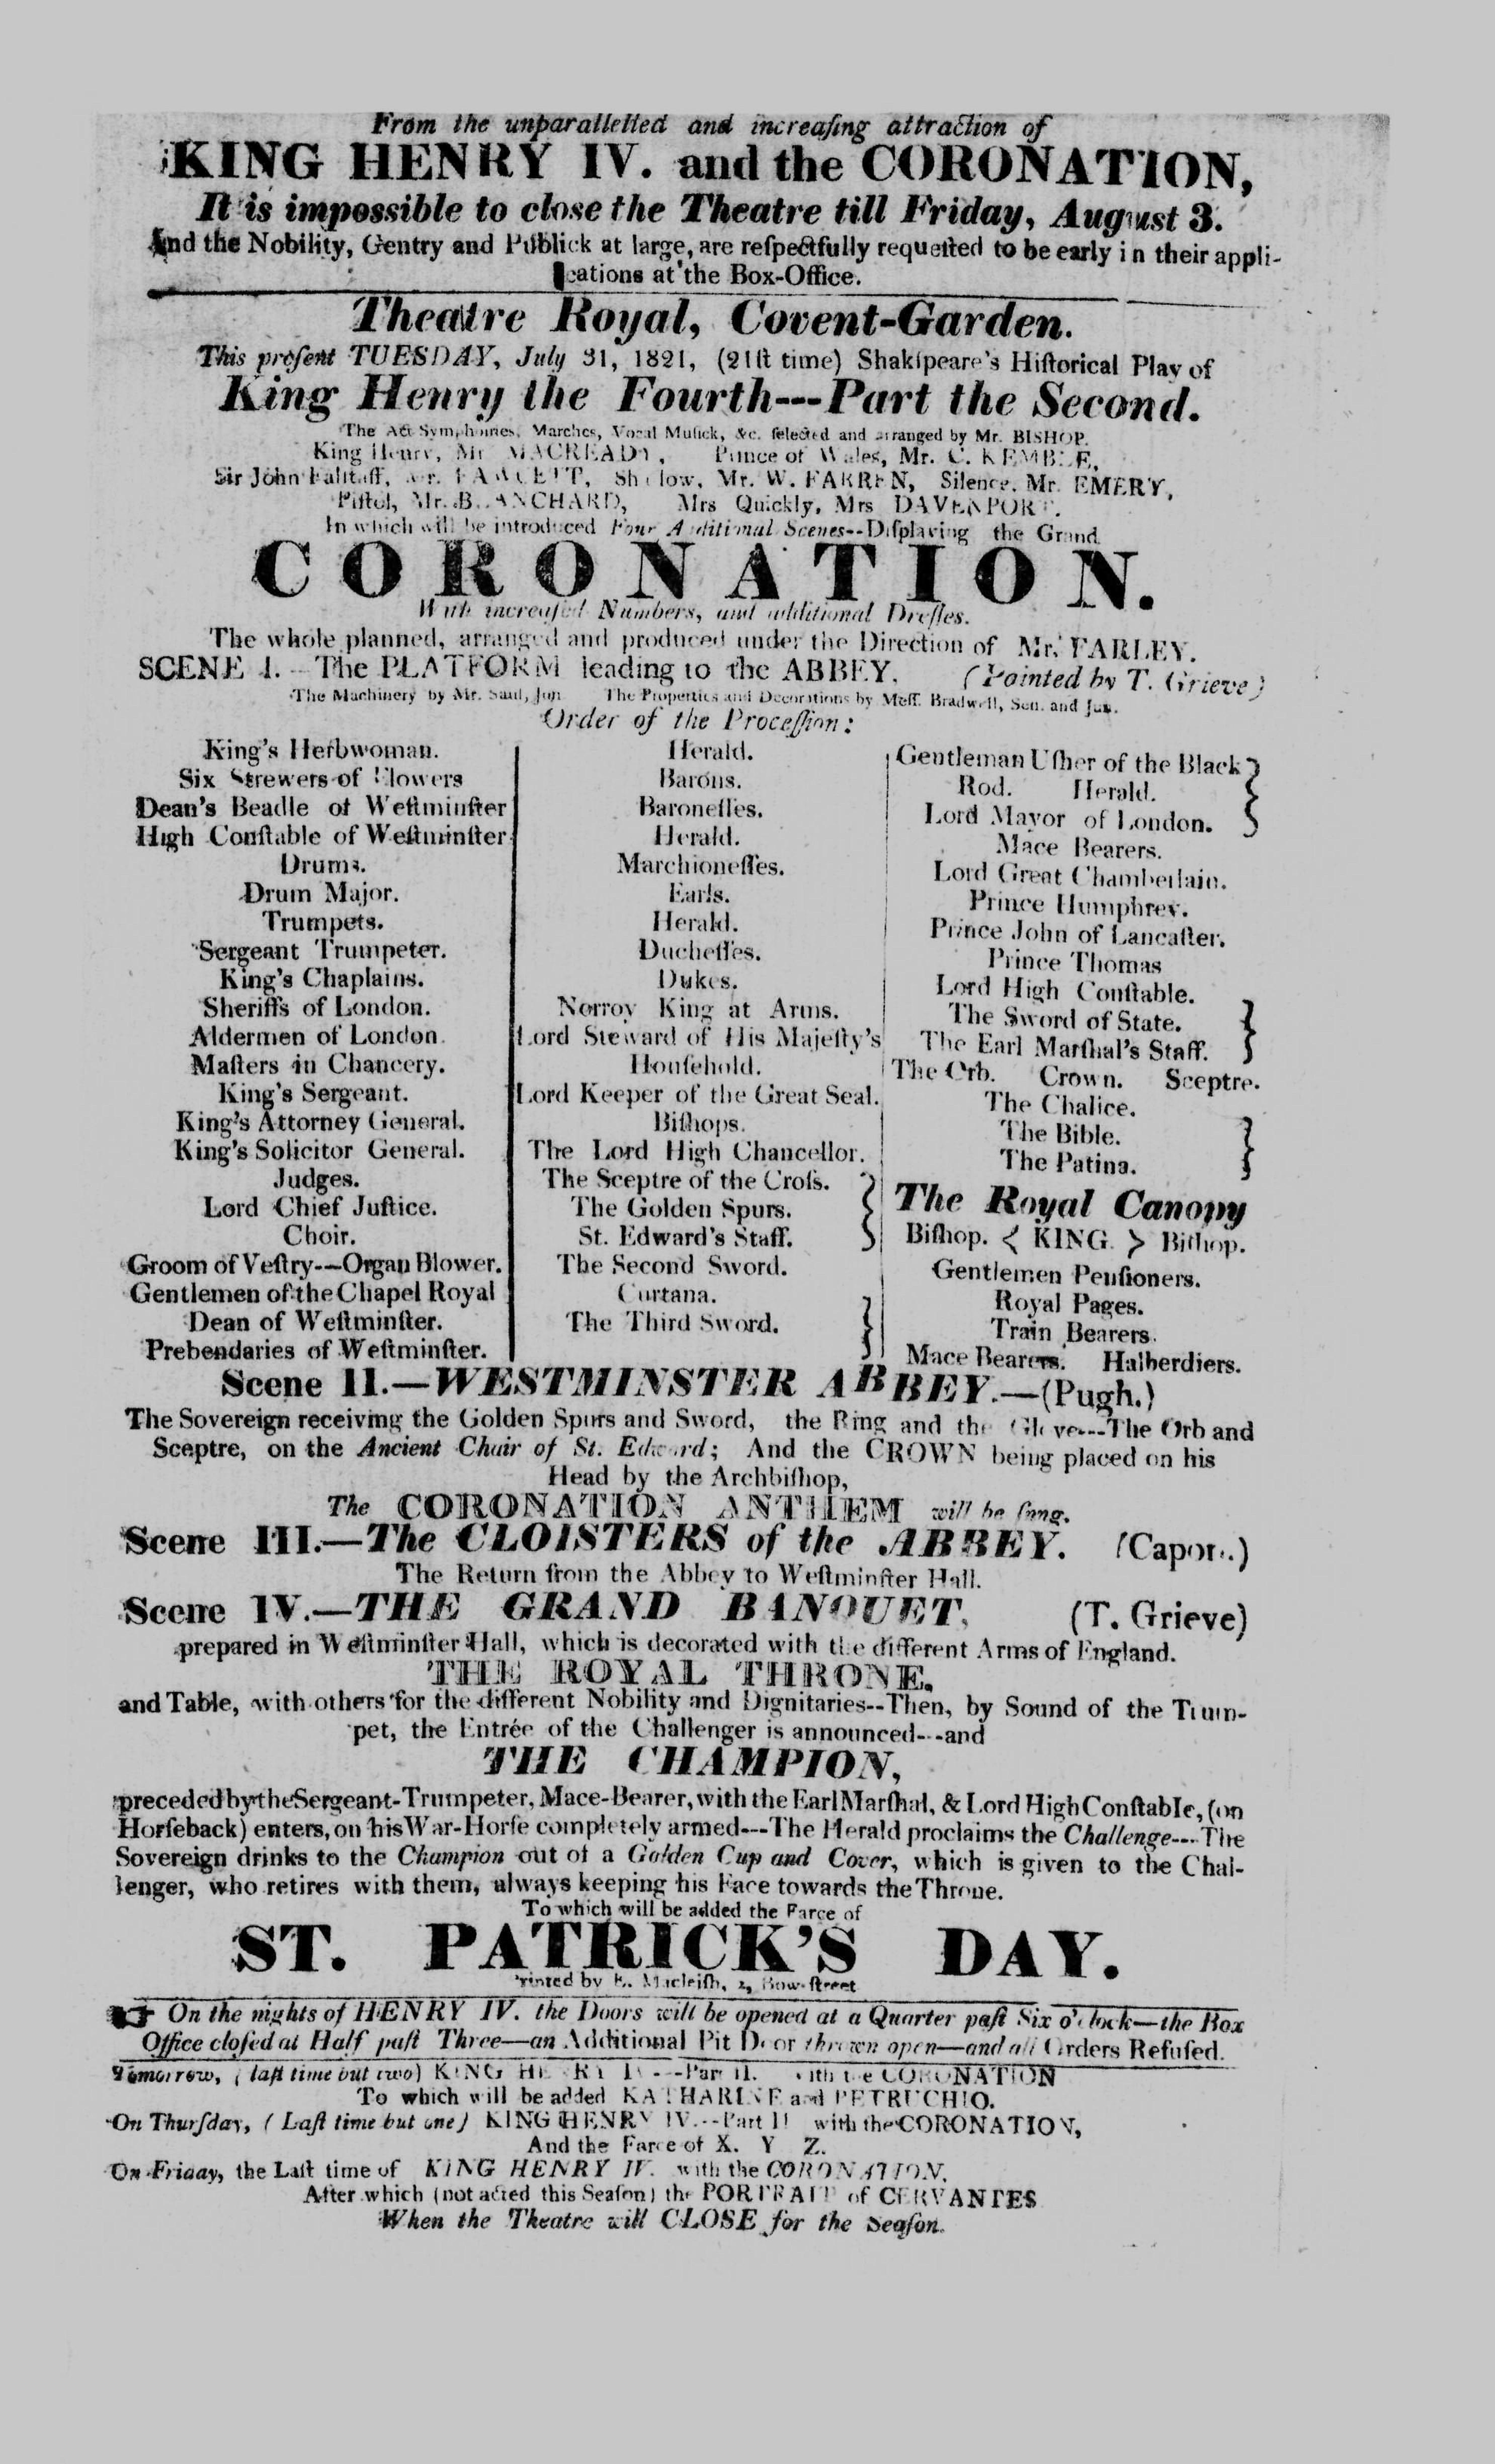 From the unparallelled and increaſing attraction of
KING HENRY IV. and the CORONATION,
It is impossible to close the Theatre till Friday, August 3.
And the Nobility, Gentry and Publick at large, are reſpectfully requeſted to be early in their appli-
cations at the Box-Office.
Theatre Royal, Covent-Garden.
This preſent TUESDAY, July 31, 1821, (21ſt time) Shakſpeare's Hiſtorical Play of
King Henry the Fourth---Part the Second.
The Act Symphonies, Marches, Vocal Muſick, &c. ſelected and arranged by Mr. BISHOP.
King Henry, Mr MACREADY, Prince of Wales, Mr. C. KEMBLE,
Sir John Falſtaff, Mr. FAWCETT, Shallow, Mr. W. FARREN, Silence, Mr. EMERY,
Piſtol, Mr. BLANCHARD, Mrs Quickly, Mrs DAVENPORT.
In which will be introduced Four Additional Scenes--Diſplaying the Grand
CORONATION.
With increaſed Numbers, and additional Dreſſes.
The whole planned, arranged and produced under the Direction of Mr. FARLEY.
SCENE I.--The PLATFORM leading to the ABBEY. (Painted by T. Grieve)
The Machinery by Mr. Saul, Jun The Properties and Decorations by Meſſ. Bradwell, Sen. and Jun.
Order of the Proceſſion:
King's Herbwoman.
Six Strewers of Flowers
Dean's Beadle of Weſtminſter
High Conſtable of Weſtminſter
Drums.
Drum Major.
Trumpets.
Sergeant Trumpeter.
King's Chaplains.
Sheriffs of London.
Aldermen of London.
Maſters in Chancery.
King's Sergeant.
King's Attorney General.
King's Solicitor General.
Judges.
Lord Chief Juſtice.
Choir.
Groom of Veſtry---Organ Blower.
Gentlemen of the Chapel Royal
Dean of Weſtminſter.
Prebendaries of Weſtminſter.
Herald.
Barons.
Baroneſſes.
Herald.
Marchioneſſes.
Earls.
Herald.
Ducheſſes.
Dukes.
Norroy King at Arms.
Lord Steward of His Majeſty's
Houſehold.
Lord Keeper of the Great Seal.
Biſhops.
The Lord High Chancellor.
The Sceptre of the Croſs.
The Golden Spurs.
St. Edward's Staff.
The Second Sword.
Curtana.
The Third Sword.
Gentleman Uſher of the Black
Rod. Herald.
Lord Mayor of London.
Mace Bearers.
Lord Great Chamberlain.
Prince Humphrey.
Prince John of Lancaſter.
Prince Thomas
Lord High Conſtable.
The Sword of State.
The Earl Marſhal's Staff.
The Orb. Crown. Sceptre.
The Chalice.
The Bible.
The Patina.
The Royal Canopy
Biſhop. < KING > Biſhop.
Gentlemen Penſioners.
Royal Pages.
Train Bearers.
Mace Bearers. Halberdiers.
Scene II.—WESTMINSTER ABBEY.—(Pugh.)
The Sovereign receiving the Golden Spurs and Sword, the Ring and the Glove---The Orb and
Sceptre, on the Ancient Chair of St. Edward; And the CROWN being placed on his
Head by the Archbiſhop,
The CORONATION ANTHEM will be ſung.
Scene III.—The CLOISTERS of the ABBEY. (Capon.)
The Return from the Abbey to Weſtminſter Hall.
Scene IV.—THE GRAND BANQUET, (T. Grieve)
prepared in Weſtminſter Hall, which is decorated with the different Arms of England.
THE ROYAL THRONE,
and Table, with others for the different Nobility and Dignitaries--Then, by Sound of the Trum-
pet, the Entrée of the Challenger is announced---and
THE CHAMPION,
preceded by the Sergeant-Trumpeter, Mace-Bearer, with the Earl Marſhal, & Lord High Conſtable, (on
Horſeback) enters, on his War-Horſe completely armed---The Herald proclaims the Challenge---The
Sovereign drinks to the Champion out of a Golden Cup and Cover, which is given to the Chal-
lenger, who retires with them, always keeping his Face towards the Throne.
To which will be added the Farce of
ST. PATRICK'S DAY.
Printed by E. Macleiſh, 2, Bow-ſtreet
On the nights of HENRY IV. the Doors will be opened at a Quarter paſt Six o'clock—the Box
Office cloſed at Half paſt Three—an Additional Pit Door thrown open—and all Orders Refuſed.
Tomorrow, (laſt time but two) KING HENRY IV---Part II. with the CORONATION
To which will be added KATHARINE and PETRUCHIO.
On Thurſday, (Laſt time but one) KING HENRY IV.--Part II with the CORONATION,
And the Farce of X. Y Z.
On Friday, the Laſt time of KING HENRY IV. with the CORONATION,
After which (not acted this Seaſon) the PORTRAIT of CERVANTES
When the Theatre will CLOSE for the Seaſon.